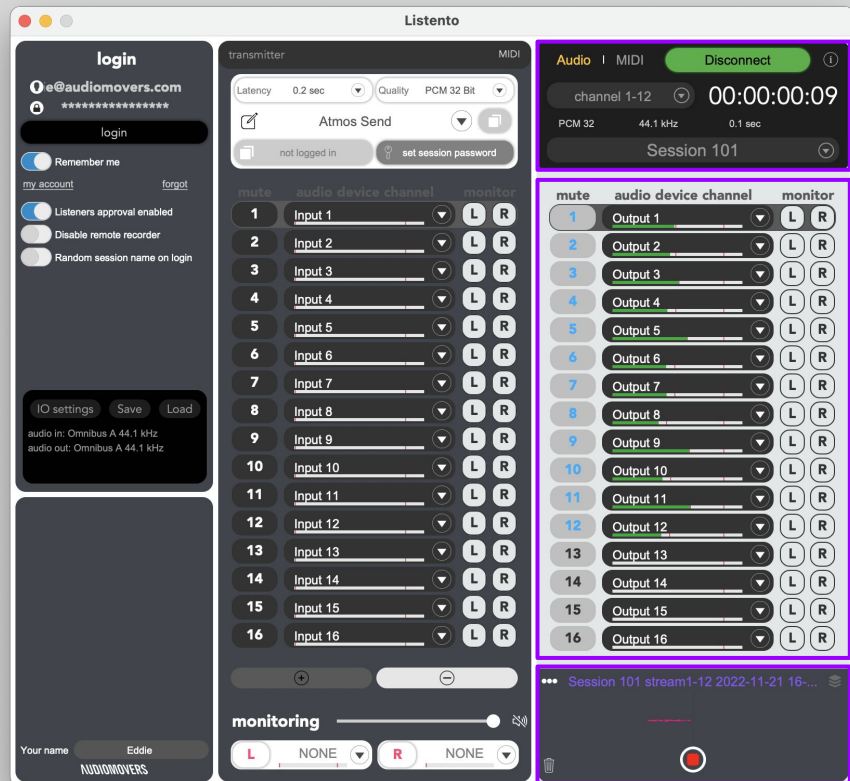 Listento
login
e@audiomovers.com
****************
login
Remember me
my account forgot
Listeners approval enabled
Disable remote recorder
Random session name on login
IO settings Save Load
audio in: Omnibus A 44.1 kHz
audio out: Omnibus A 44.1 kHz
Your name Eddie
AUDIOMOVERS
transmitter MIDI
Latency 0.2 sec Quality PCM 32 Bit
Atmos Send
not logged in set session password
mute audio device channel monitor
1 Input 1 L R
2 Input 2 L R
3 Input 3 L R
4 Input 4 L R
5 Input 5 L R
6 Input 6 L R
7 Input 7 L R
8 Input 8 L R
9 Input 9 L R
10 Input 10 L R
11 Input 11 L R
12 Input 12 L R
13 Input 13 L R
14 Input 14 L R
15 Input 15 L R
16 Input 16 L R
monitoring
L NONE R NONE
Audio | MIDI Disconnect
channel 1-12 00:00:00:09
PCM 32 44.1 kHz 0.1 sec
Session 101
mute audio device channel monitor
1 Output 1 L R
2 Output 2 L R
3 Output 3 L R
4 Output 4 L R
5 Output 5 L R
6 Output 6 L R
7 Output 7 L R
8 Output 8 L R
9 Output 9 L R
10 Output 10 L R
11 Output 11 L R
12 Output 12 L R
13 Output 13 L R
14 Output 14 L R
15 Output 15 L R
16 Output 16 L R
Session 101 stream1-12 2022-11-21 16-...